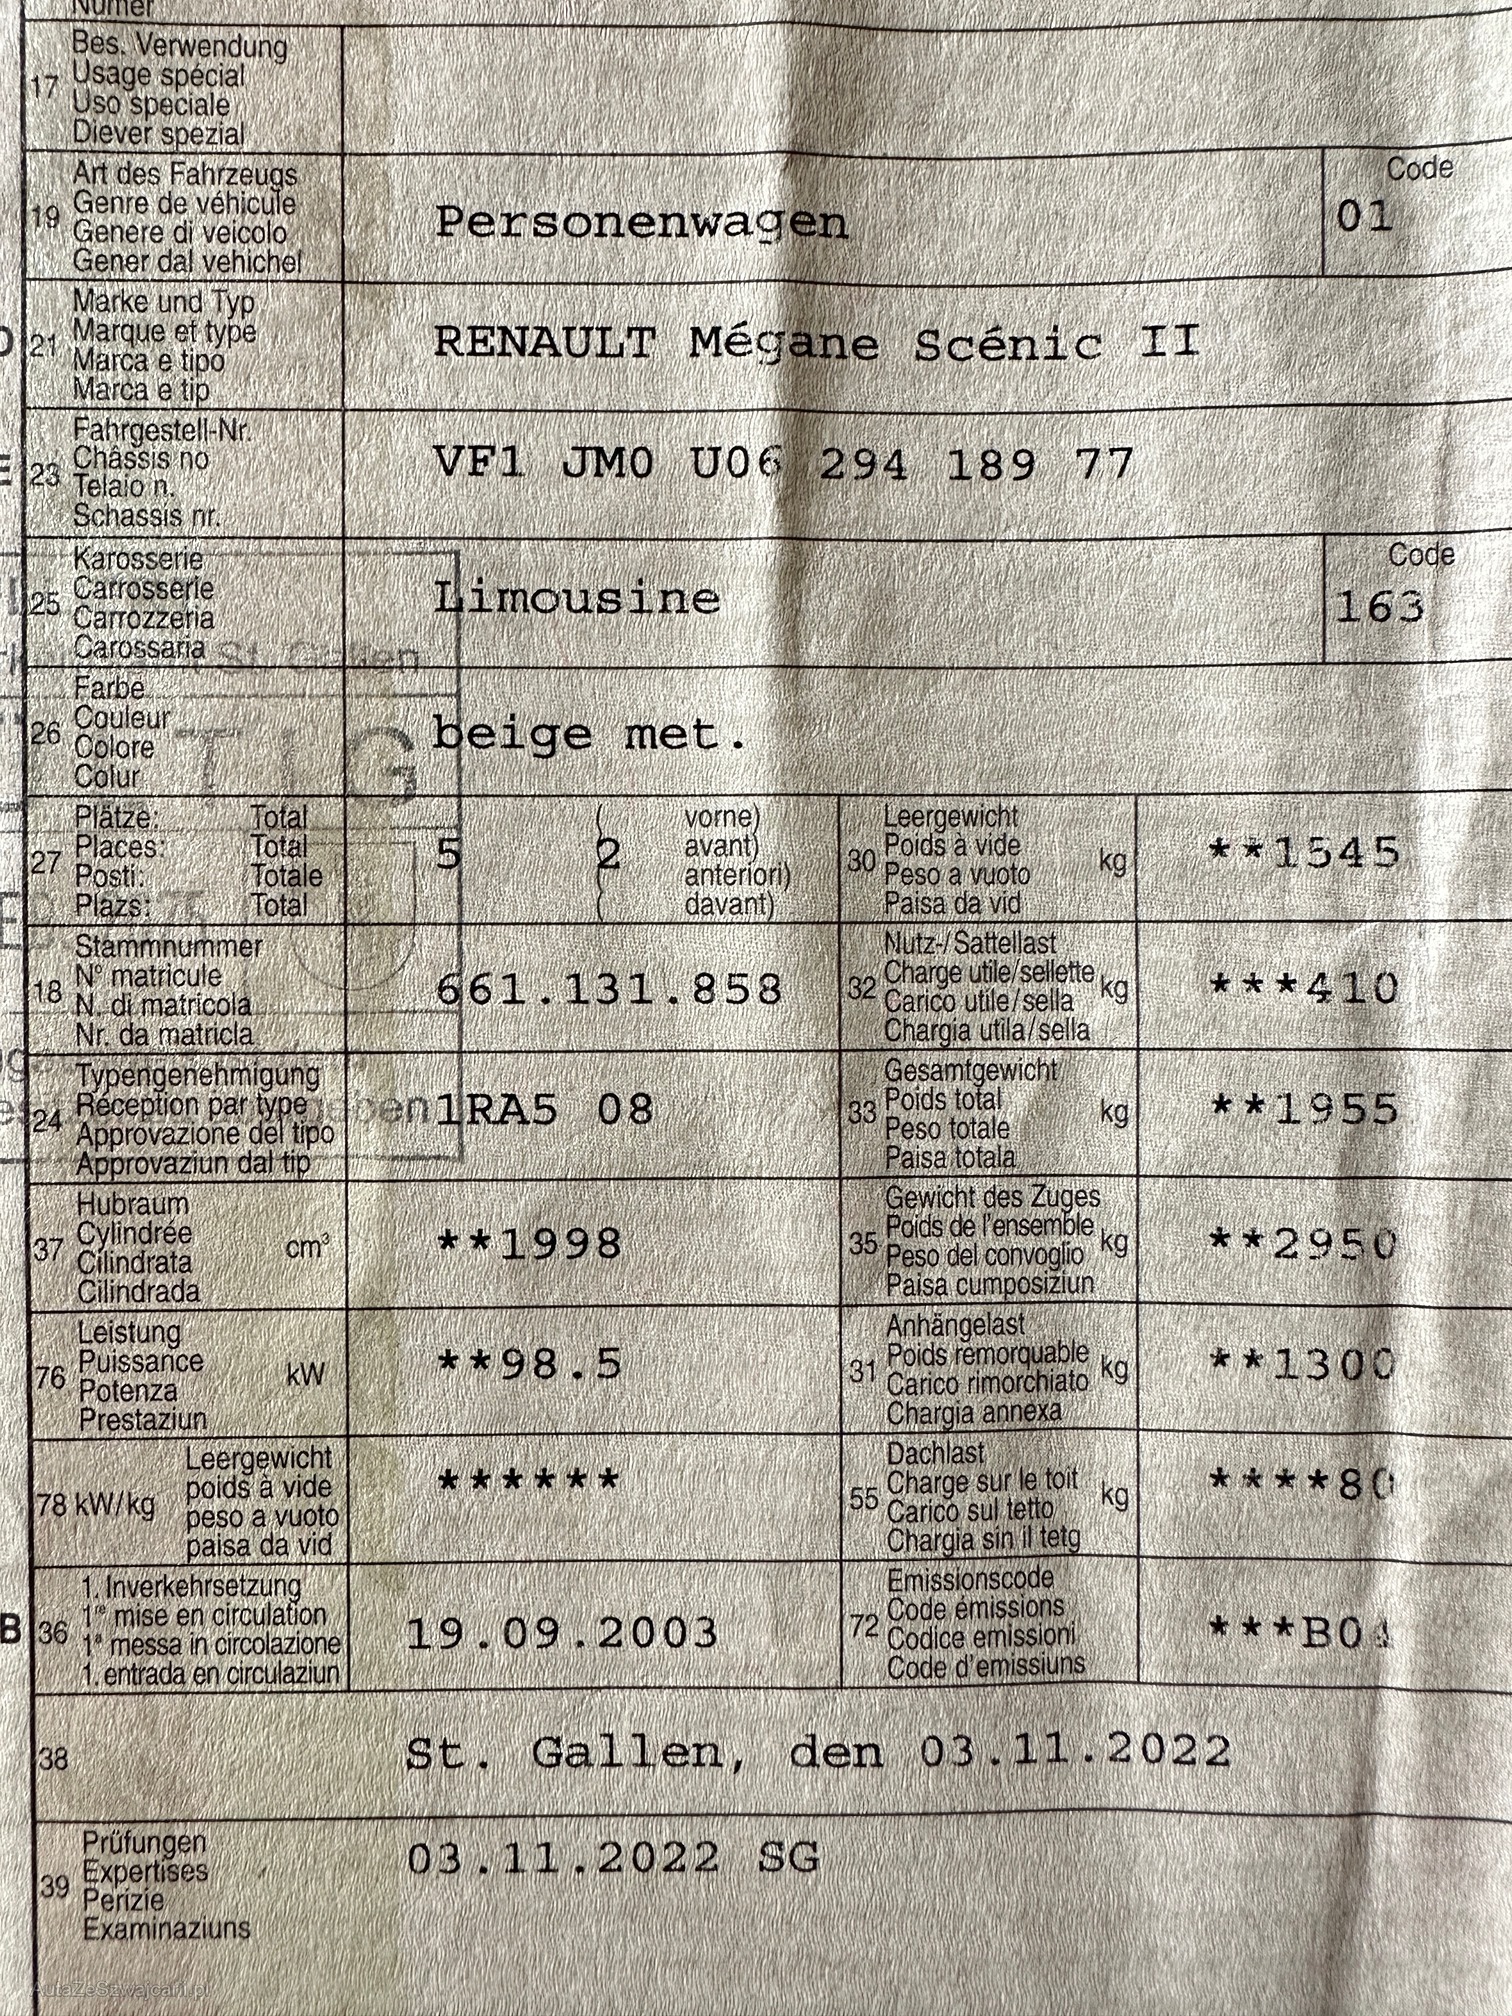 Numer
17 Bes. Verwendung
Usage spécial
Uso speciale
Diever spezial
19 Art des Fahrzeugs
Genre de véhicule
Genere di veicolo
Gener dal vehichel
Personenwagen
Code
01
21 Marke und Typ
Marque et type
Marca e tipo
Marca e tip
RENAULT Mégane Scénic II
E 23 Fahrgestell-Nr.
Châssis no
Telaio n.
Schassis nr.
VF1 JM0 U06 294 189 77
25 Karosserie
Carrosserie
Carrozzeria
Carossaria
Limousine
Code
163
St. Gallen
26 Farbe
Couleur
Colore
Colur
beige met.
27 Plätze: Total
Places: Total
Posti: Totale
Plazs: Total
5 ( 2 vorne)
avant)
anteriori)
davant)
30 Leergewicht
Poids à vide
Peso a vuoto
Paisa da vid
kg **1545
18 Stammnummer
N° matricule
N. di matricola
Nr. da matricla
661.131.858
32 Nutz-/Sattellast
Charge utile/sellette
Carico utile/sella
Chargia utila/sella
kg ***410
24 Typengenehmigung
Réception par type
Approvazione del tipo
Approvaziun dal tip
1RA5 08
33 Gesamtgewicht
Poids total
Peso totale
Paisa totala
kg **1955
37 Hubraum
Cylindrée
Cilindrata
Cilindrada
cm³ **1998
35 Gewicht des Zuges
Poids de l'ensemble
Peso del convoglio
Paisa cumposiziun
kg **2950
76 Leistung
Puissance
Potenza
Prestaziun
kW **98.5
31 Anhängelast
Poids remorquable
Carico rimorchiato
Chargia annexa
kg **1300
78 kW/kg Leergewicht
poids à vide
peso a vuoto
paisa da vid
******
55 Dachlast
Charge sur le toit
Carico sul tetto
Chargia sin il tetg
kg ****80
B 36 1. Inverkehrsetzung
1re mise en circulation
1a messa in circolazione
1. entrada en circulaziun
19.09.2003
72 Emissionscode
Code émissions
Codice emissioni
Code d'emissiuns
38 St. Gallen, den 03.11.2022
39 Prüfungen
Expertises
Perizie
Examinaziuns
03.11.2022 SG
AutaZeSzwajcarii.pl